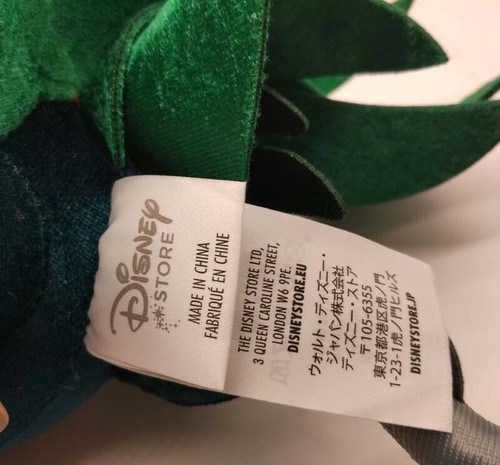 Disney
STORE
MADE IN CHINA
FABRIQUÉ EN CHINE
THE DISNEY STORE LTD,
3 QUEEN CAROLINE STREET,
LONDON W6 9PE.
DISNEYSTORE.EU
ウォルト・ディズニー・
ジャパン株式会社
ディズニー・ストア
〒105-6355
東京都港区虎ノ門
1-23-1虎ノ門ヒルズ
DISNEYSTORE.JP